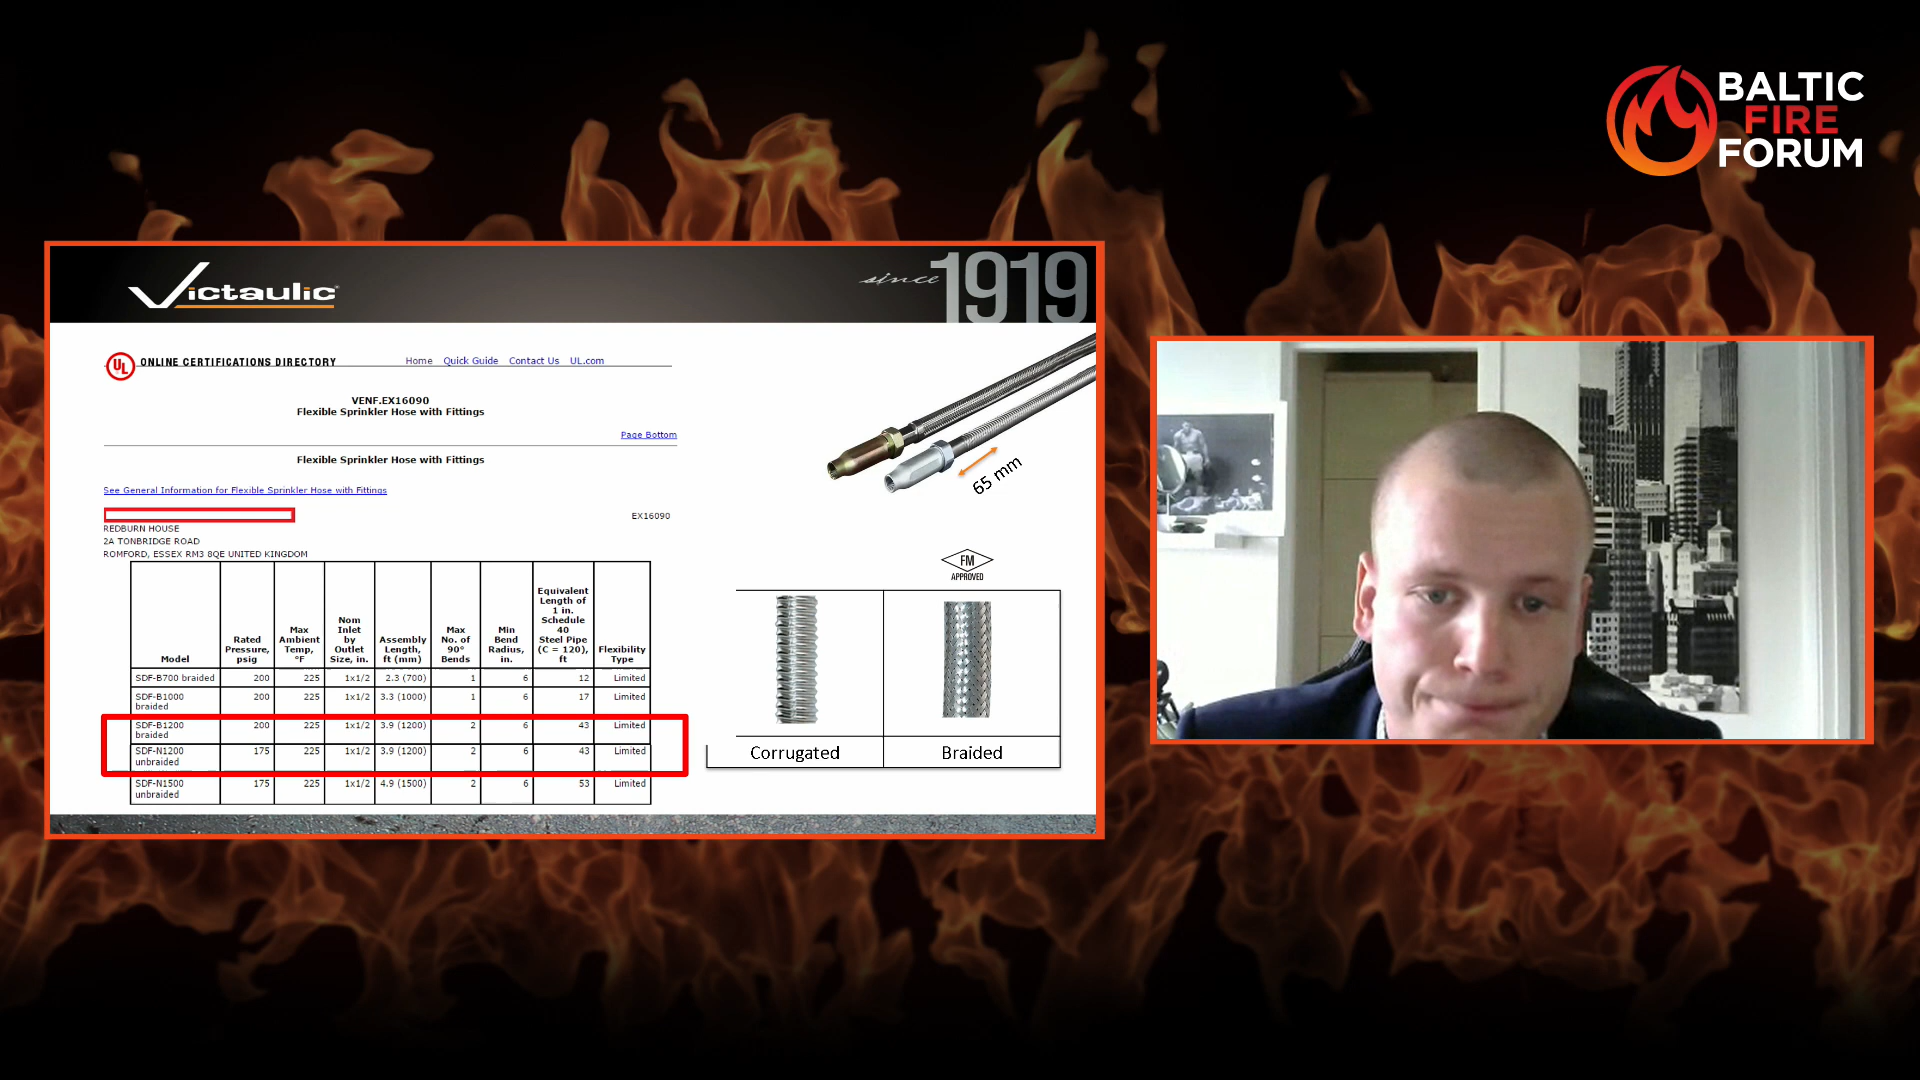 BALTIC
FIRE
FORUM
Victaulic
since 1919
UL ONLINE CERTIFICATIONS DIRECTORY
Home Quick Guide Contact Us UL.com
VENF.EX16090
Flexible Sprinkler Hose with Fittings
Page Bottom
Flexible Sprinkler Hose with Fittings
See General Information for Flexible Sprinkler Hose with Fittings
EX16090
REDBURN HOUSE
2A TONBRIDGE ROAD
ROMFORD, ESSEX RM3 8QE UNITED KINGDOM
Model
Rated
Pressure,
psig
Max
Ambient
Temp,
°F
Nom
Inlet
by
Outlet
Size, in.
Assembly
Length,
ft (mm)
Max
No. of
90°
Bends
Min
Bend
Radius,
in.
Equivalent
Length of
1 in.
Schedule
40
Steel Pipe
(C = 120),
ft
Flexibility
Type
SDF-B700 braided 200 225 1x1/2 2.3 (700) 1 6 12 Limited
SDF-B1000 200 225 1x1/2 3.3 (1000) 1 6 17 Limited
braided
SDF-B1200 200 225 1x1/2 3.9 (1200) 2 6 43 Limited
braided
SDF-N1200 175 225 1x1/2 3.9 (1200) 2 6 43 Limited
unbraided
SDF-N1500 175 225 1x1/2 4.9 (1500) 2 6 53 Limited
unbraided
65 mm
FM
APPROVED
Corrugated Braided